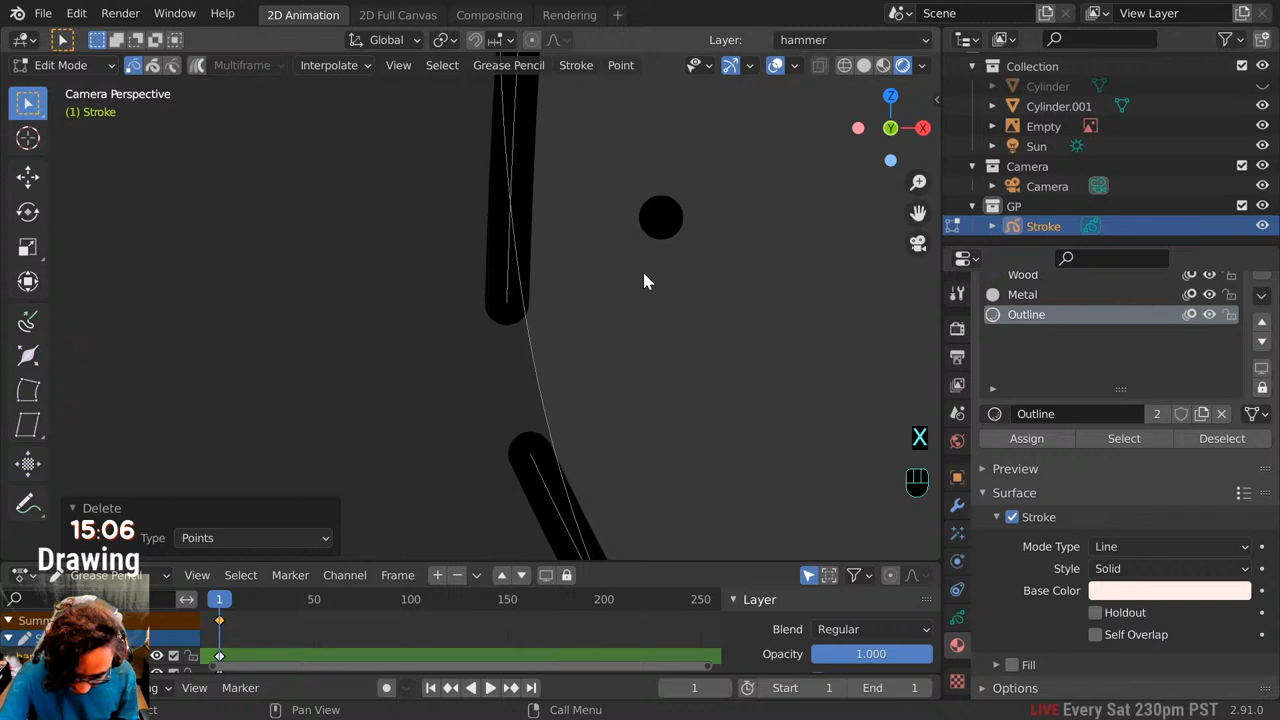 File Edit Render Window Help 2D Animation 2D Full Canvas Compositing Rendering Scene View Layer
Global Layer: hammer
Edit Mode Multiframe Interpolate View Select Grease Pencil Stroke Point
Camera Perspective
(1) Stroke
Z
X
Y
Collection
Cylinder
Cylinder.001
Empty
Sun
Camera
Camera
GP
Stroke
Wood
Metal
Outline
Outline 2
Assign Select Deselect
Preview
Surface
Stroke
Mode Type Line
Style Solid
Base Color
Holdout
Self Overlap
Fill
Options
X
Delete
15:06
Type Points
Drawing
Grease Pencil View Select Marker Channel Frame
1 50 100 150 200 250
Layer
Blend Regular
Opacity 1.000
View Marker 1 Start 1 End 1
Pan View Call Menu
LIVE Every Sat 230pm PST 2.91.0